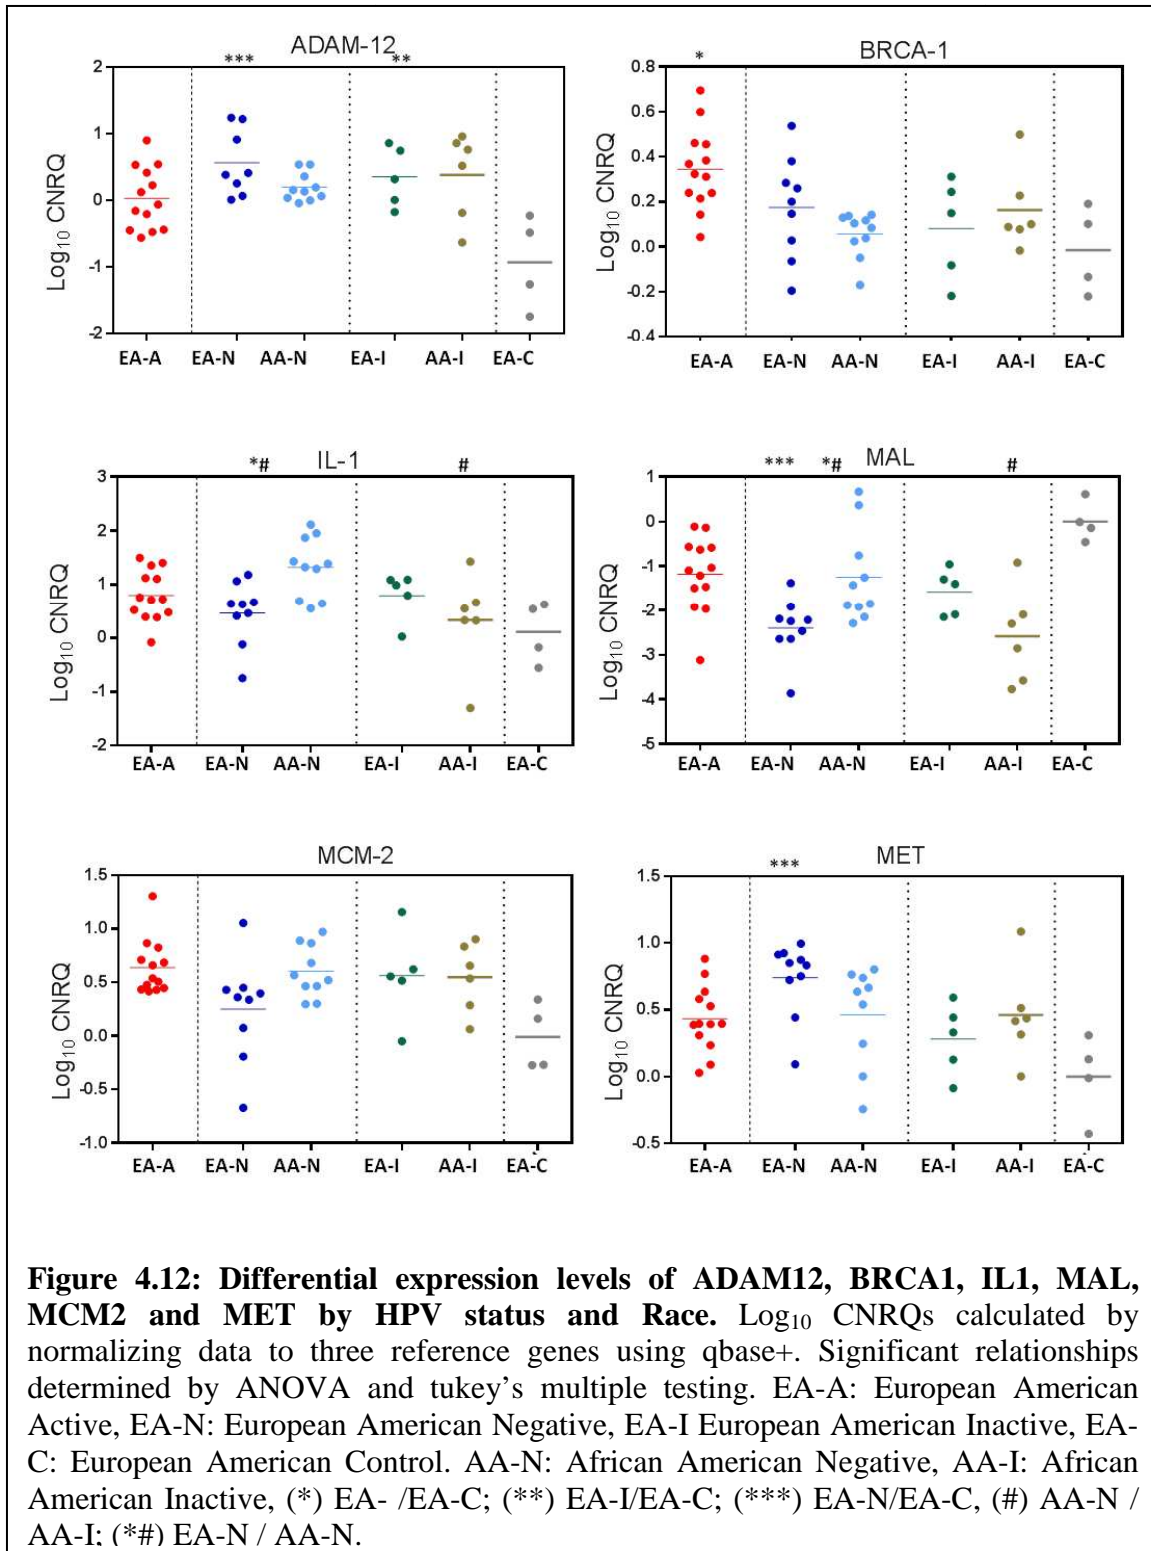 ADAM-12
*** **
Log10 CNRQ
2
1
0
-1
-2
EA-A EA-N AA-N EA-I AA-I EA-C
BRCA-1
*
Log10 CNRQ
0.8
0.6
0.4
0.2
0.0
-0.2
-0.4
EA-A EA-N AA-N EA-I AA-I EA-C
IL-1
*# #
Log10 CNRQ
3
2
1
0
-1
-2
EA-A EA-N AA-N EA-I AA-I EA-C
MAL
*** *# #
Log10 CNRQ
1
0
-1
-2
-3
-4
-5
EA-A EA-N AA-N EA-I AA-I EA-C
MCM-2
Log10 CNRQ
1.5
1.0
0.5
0.0
-0.5
-1.0
EA-A EA-N AA-N EA-I AA-I EA-C
MET
***
Log10 CNRQ
1.5
1.0
0.5
0.0
-0.5
EA-A EA-N AA-N EA-I AA-I EA-C
Figure 4.12: Differential expression levels of ADAM12, BRCA1, IL1, MAL,
MCM2 and MET by HPV status and Race. Log10 CNRQs calculated by
normalizing data to three reference genes using qbase+. Significant relationships
determined by ANOVA and tukey's multiple testing. EA-A: European American
Active, EA-N: European American Negative, EA-I European American Inactive, EA-
C: European American Control. AA-N: African American Negative, AA-I: African
American Inactive, (*) EA- /EA-C; (**) EA-I/EA-C; (***) EA-N/EA-C, (#) AA-N /
AA-I; (*#) EA-N / AA-N.